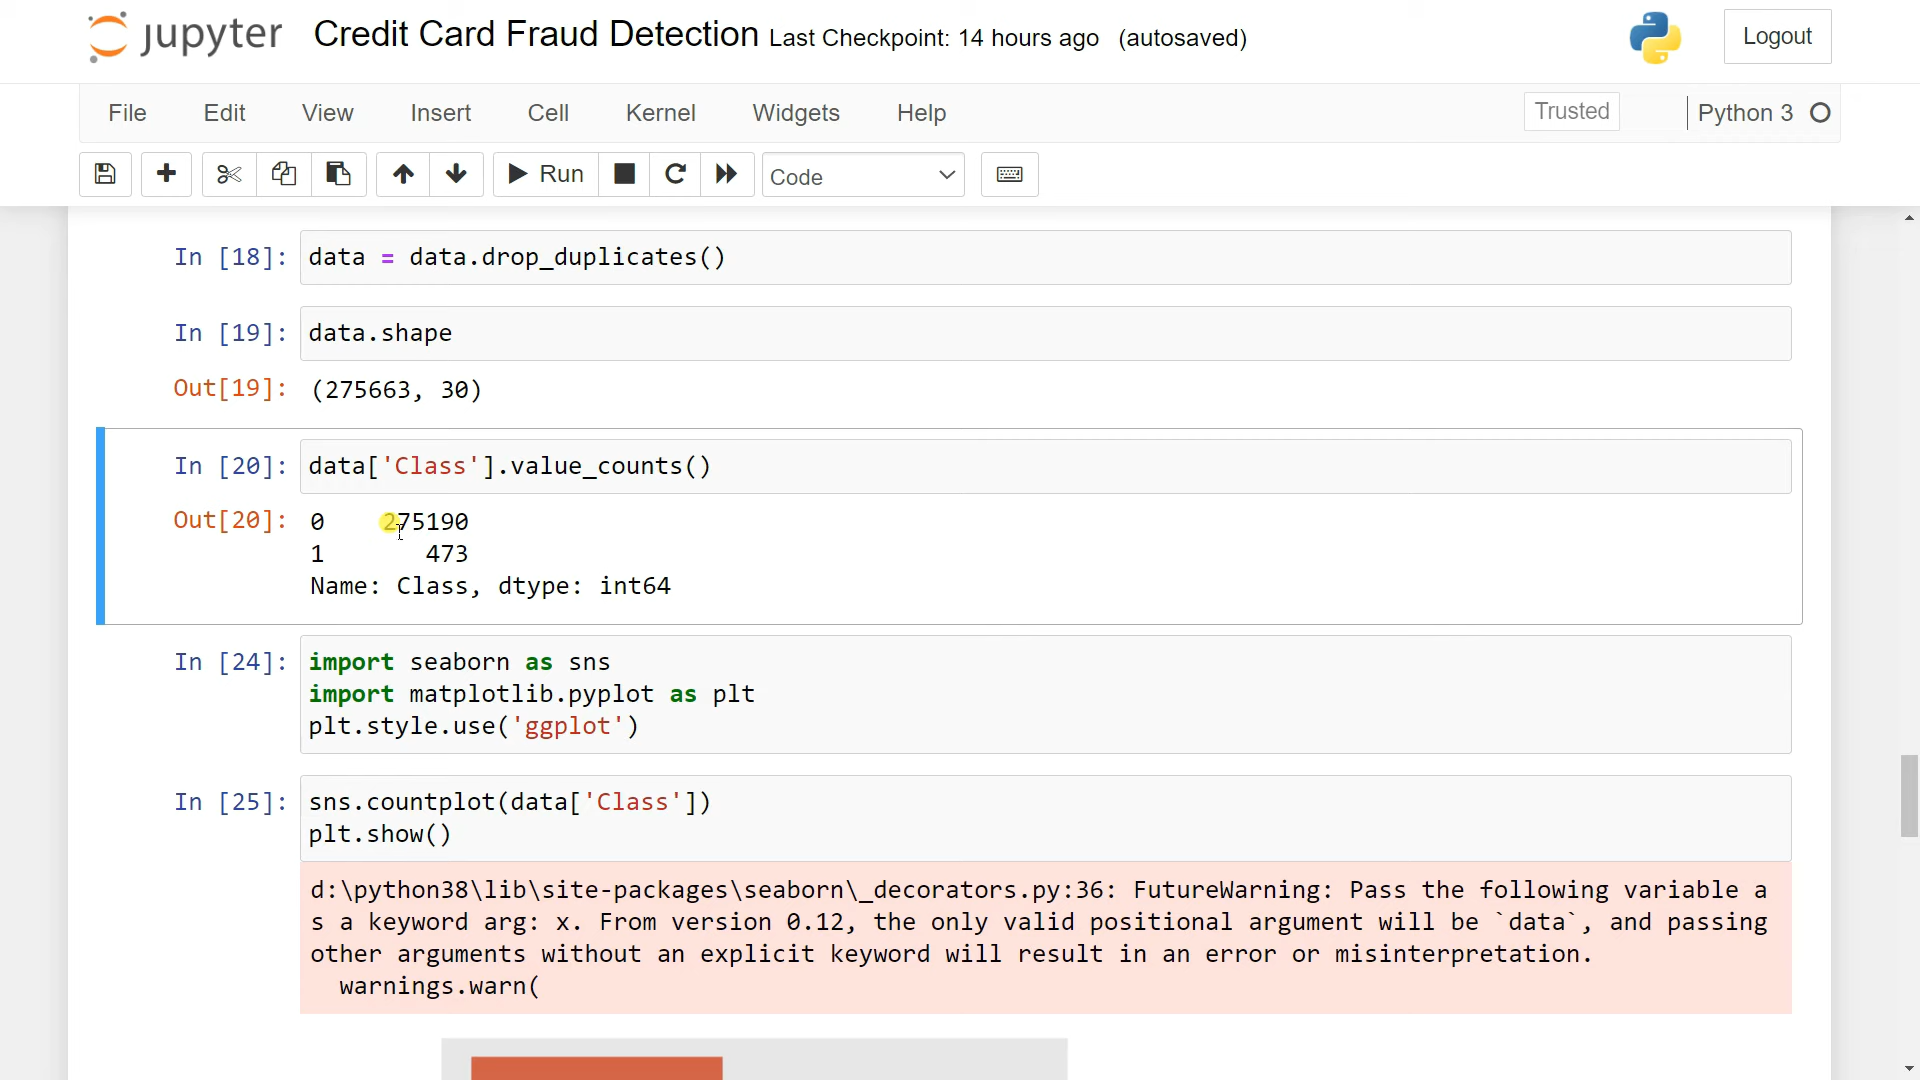 jupyter Credit Card Fraud Detection Last Checkpoint: 14 hours ago (autosaved) Logout
File Edit View Insert Cell Kernel Widgets Help Trusted Python 3
Run Code
In [18]: data = data.drop_duplicates()
In [19]: data.shape
Out[19]: (275663, 30)
In [20]: data['Class'].value_counts()
Out[20]: 0 275190
1 473
Name: Class, dtype: int64
In [24]: import seaborn as sns
import matplotlib.pyplot as plt
plt.style.use('ggplot')
In [25]: sns.countplot(data['Class'])
plt.show()
d:\python38\lib\site-packages\seaborn\_decorators.py:36: FutureWarning: Pass the following variable a
s a keyword arg: x. From version 0.12, the only valid positional argument will be `data`, and passing
other arguments without an explicit keyword will result in an error or misinterpretation.
warnings.warn(